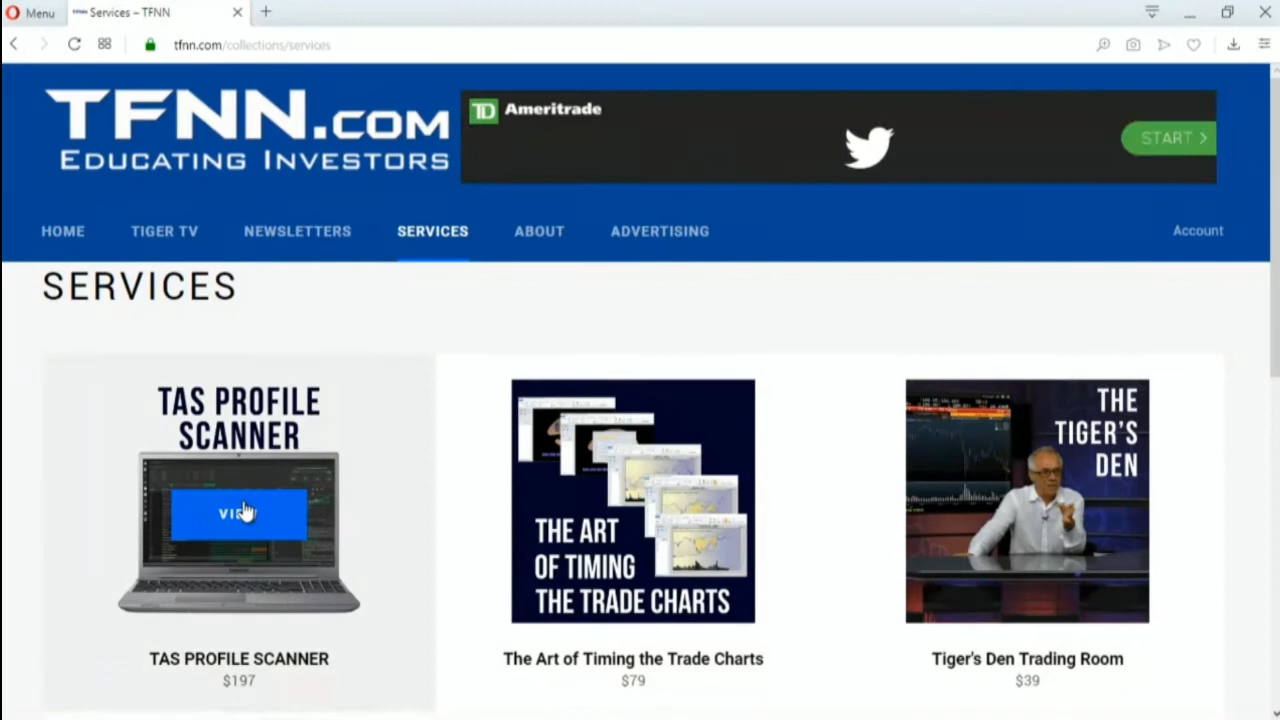 Menu
Services – TFNN
tfnn.com/collections/services
TFNN.COM
EDUCATING INVESTORS
TD Ameritrade
START >
HOME
TIGER TV
NEWSLETTERS
SERVICES
ABOUT
ADVERTISING
Account
SERVICES
TAS PROFILE
SCANNER
THE ART
OF TIMING
THE TRADE CHARTS
THE
TIGER'S
DEN
TAS PROFILE SCANNER
$197
The Art of Timing the Trade Charts
$79
Tiger's Den Trading Room
$39